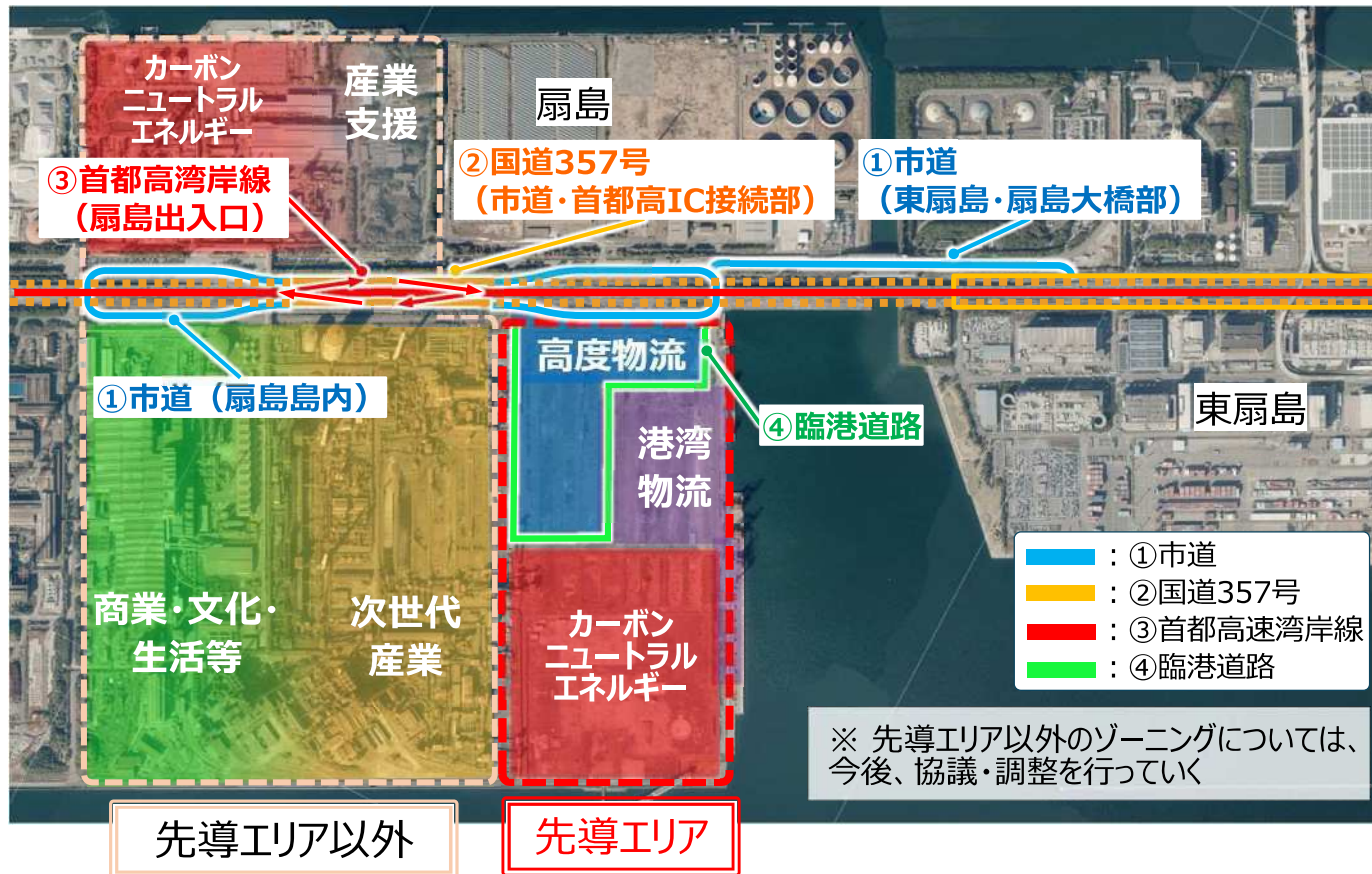 カーボン
ニュートラル
エネルギー
産業
支援
扇島
③首都高湾岸線
（扇島出入口）
②国道357号
（市道・首都高IC接続部）
①市道
（東扇島・扇島大橋部）
①市道（扇島島内）
高度物流
④臨港道路
港湾
物流
東扇島
商業・文化・
生活等
次世代
産業
カーボン
ニュートラル
エネルギー
：①市道
：②国道357号
：③首都高速湾岸線
：④臨港道路
※ 先導エリア以外のゾーニングについては、
今後、協議・調整を行っていく
先導エリア以外
先導エリア